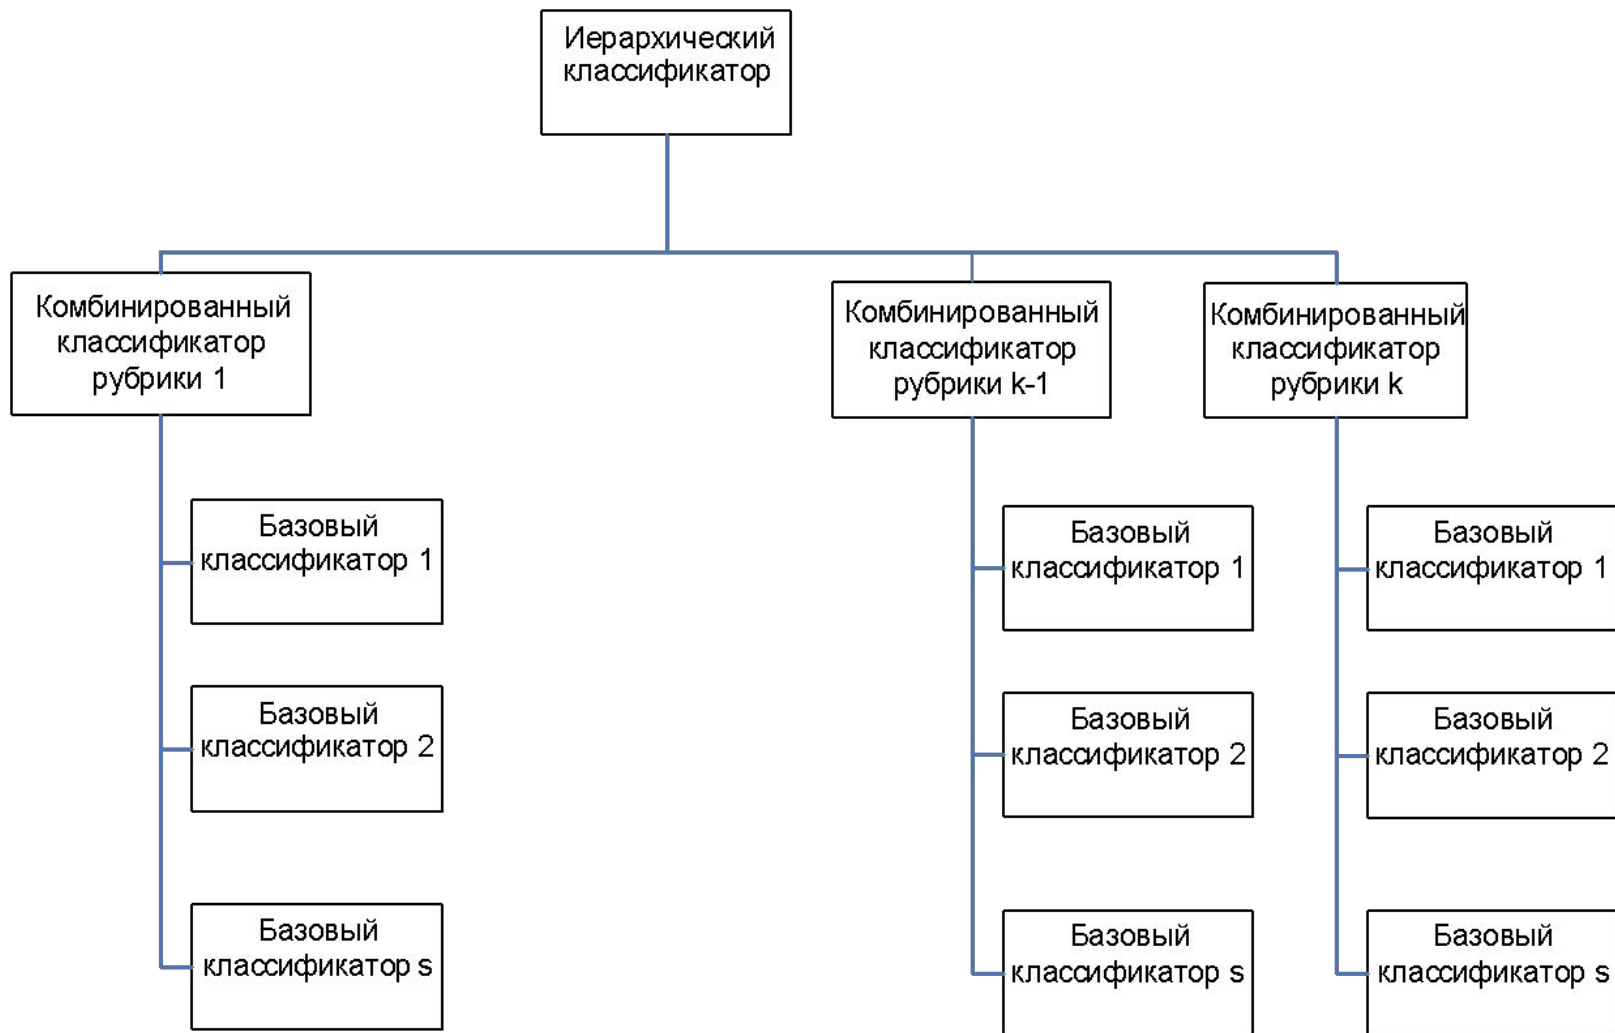 Иерархический
классификатор
Комбинированный
классификатор
рубрики 1
Комбинированный
классификатор
рубрики k-1
Комбинированный
классификатор
рубрики k
Базовый
классификатор 1
Базовый
классификатор 2
Базовый
классификатор s
Базовый
классификатор 1
Базовый
классификатор 2
Базовый
классификатор s
Базовый
классификатор 1
Базовый
классификатор 2
Базовый
классификатор s